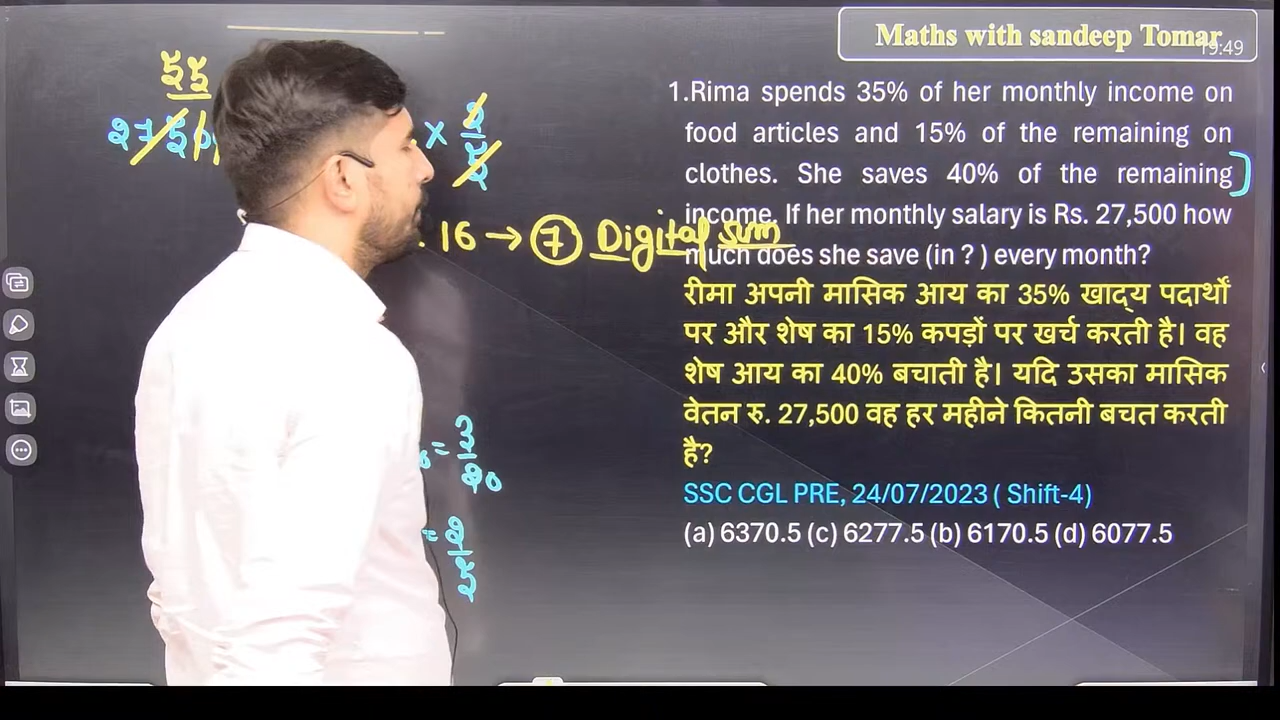 Maths with sandeep Tomar
19:49
1.Rima spends 35% of her monthly income on
food articles and 15% of the remaining on
clothes. She saves 40% of the remaining
income. If her monthly salary is Rs. 27,500 how
much does she save (in ? ) every month?
रीमा अपनी मासिक आय का 35% खाद्य पदार्थों
पर और शेष का 15% कपड़ों पर खर्च करती है। वह
शेष आय का 40% बचाती है। यदि उसका मासिक
वेतन रु. 27,500 वह हर महीने कितनी बचत करती
है?
SSC CGL PRE, 24/07/2023 ( Shift-4)
(a) 6370.5 (c) 6277.5 (b) 6170.5 (d) 6077.5
16 → 7 Digital sum